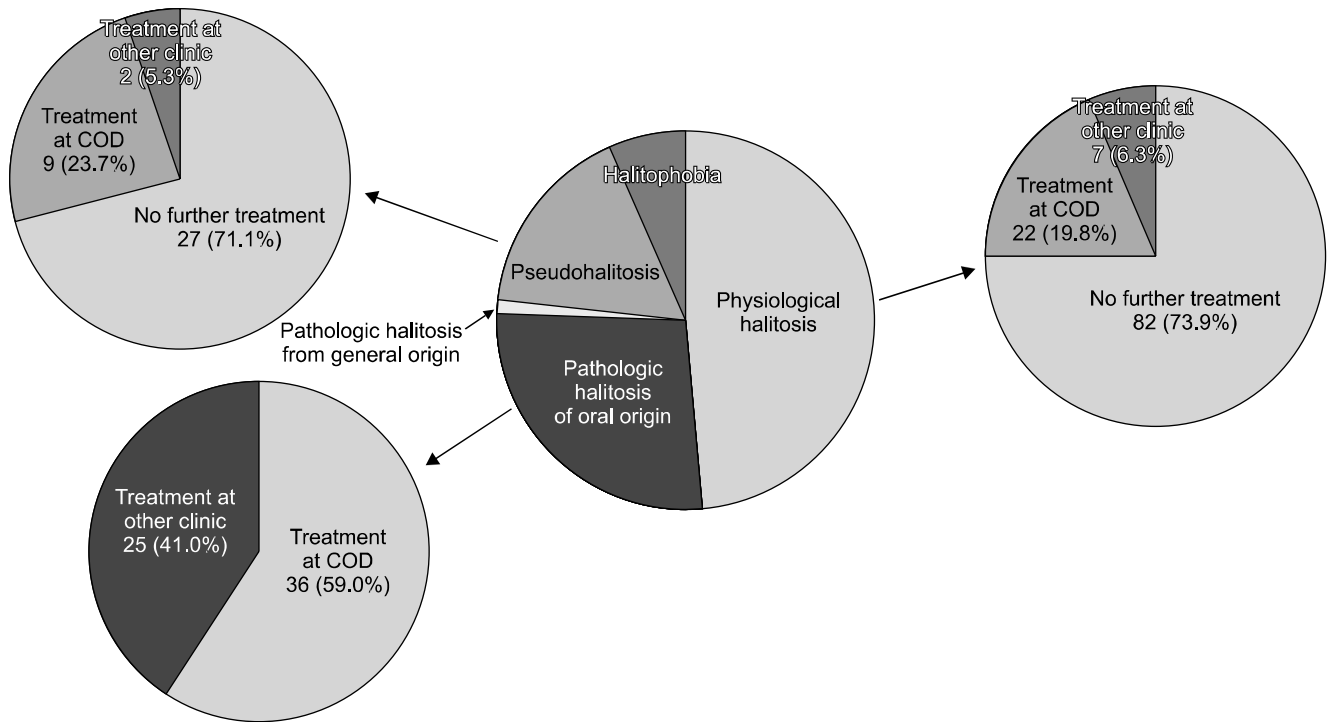 Treatment at
other clinic
2 (5.3%)
Treatment
at COD
9 (23.7%)
No further treatment
27 (71.1%)
Halitophobia
Pseudohalitosis
Physiological
halitosis
Pathologic halitosis
from general origin
Pathologic
halitosis
of oral origin
Treatment at
other clinic
7 (6.3%)
Treatment
at COD
22 (19.8%)
No further treatment
82 (73.9%)
Treatment at
other clinic
25 (41.0%)
Treatment
at COD
36 (59.0%)